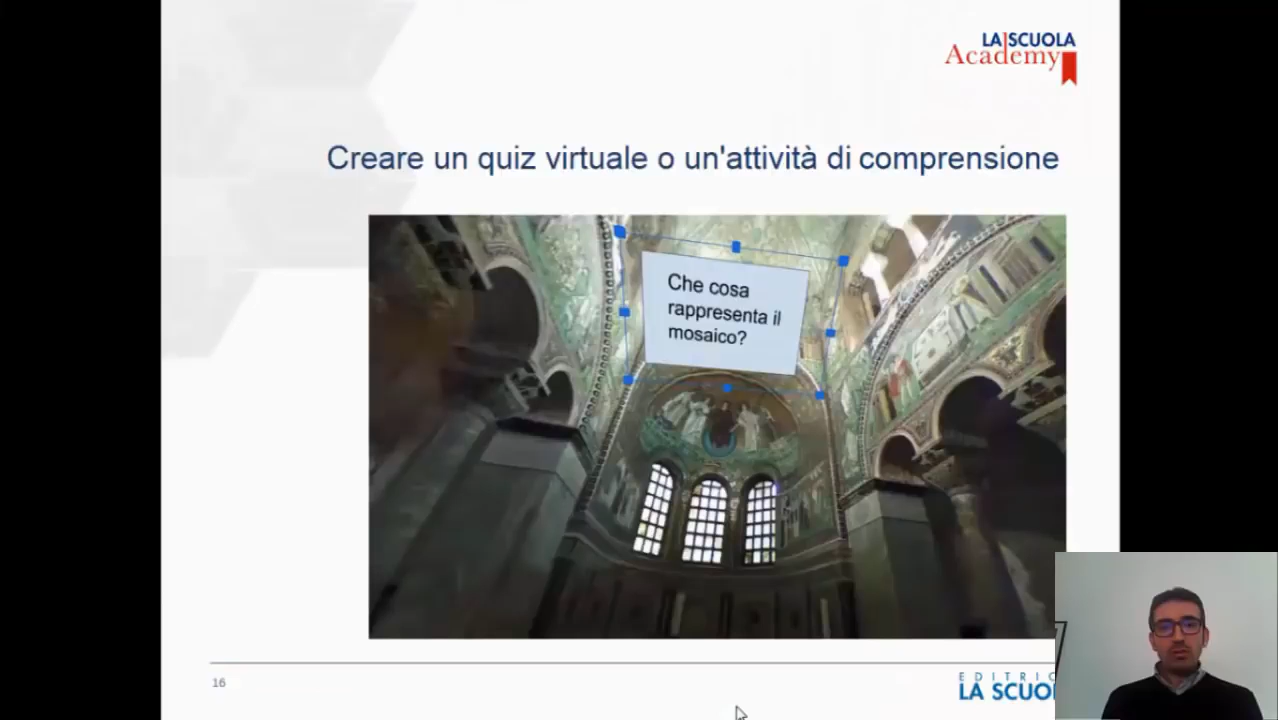 LA SCUOLA
Academy
Creare un quiz virtuale o un'attività di comprensione
Che cosa
rappresenta il
mosaico?
16
EDITRIC
LA SCUO